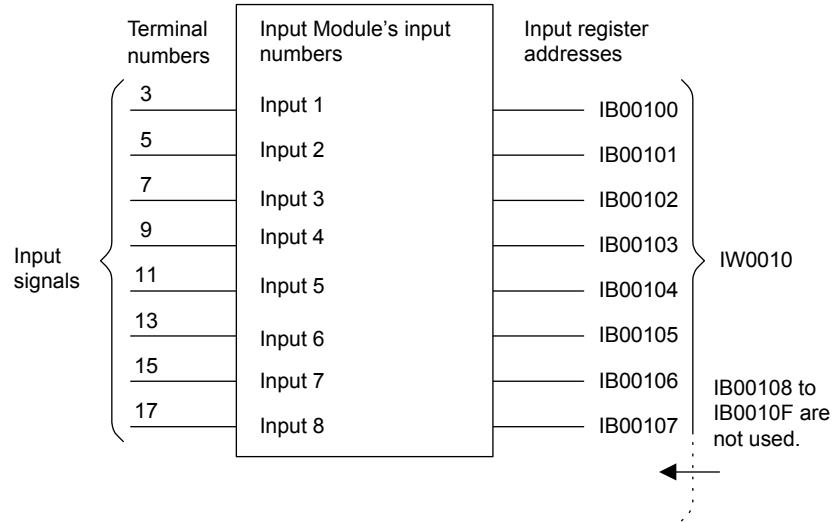 Terminal
numbers
Input Module’s input
numbers
Input register
addresses
3
Input 1
IB00100
5
Input 2
IB00101
7
Input 3
IB00102
9
Input 4
IB00103
Input
signals
IW0010
11
Input 5
IB00104
13
Input 6
IB00105
15
Input 7
IB00106
17
Input 8
IB00107
IB00108 to
IB0010F are
not used.